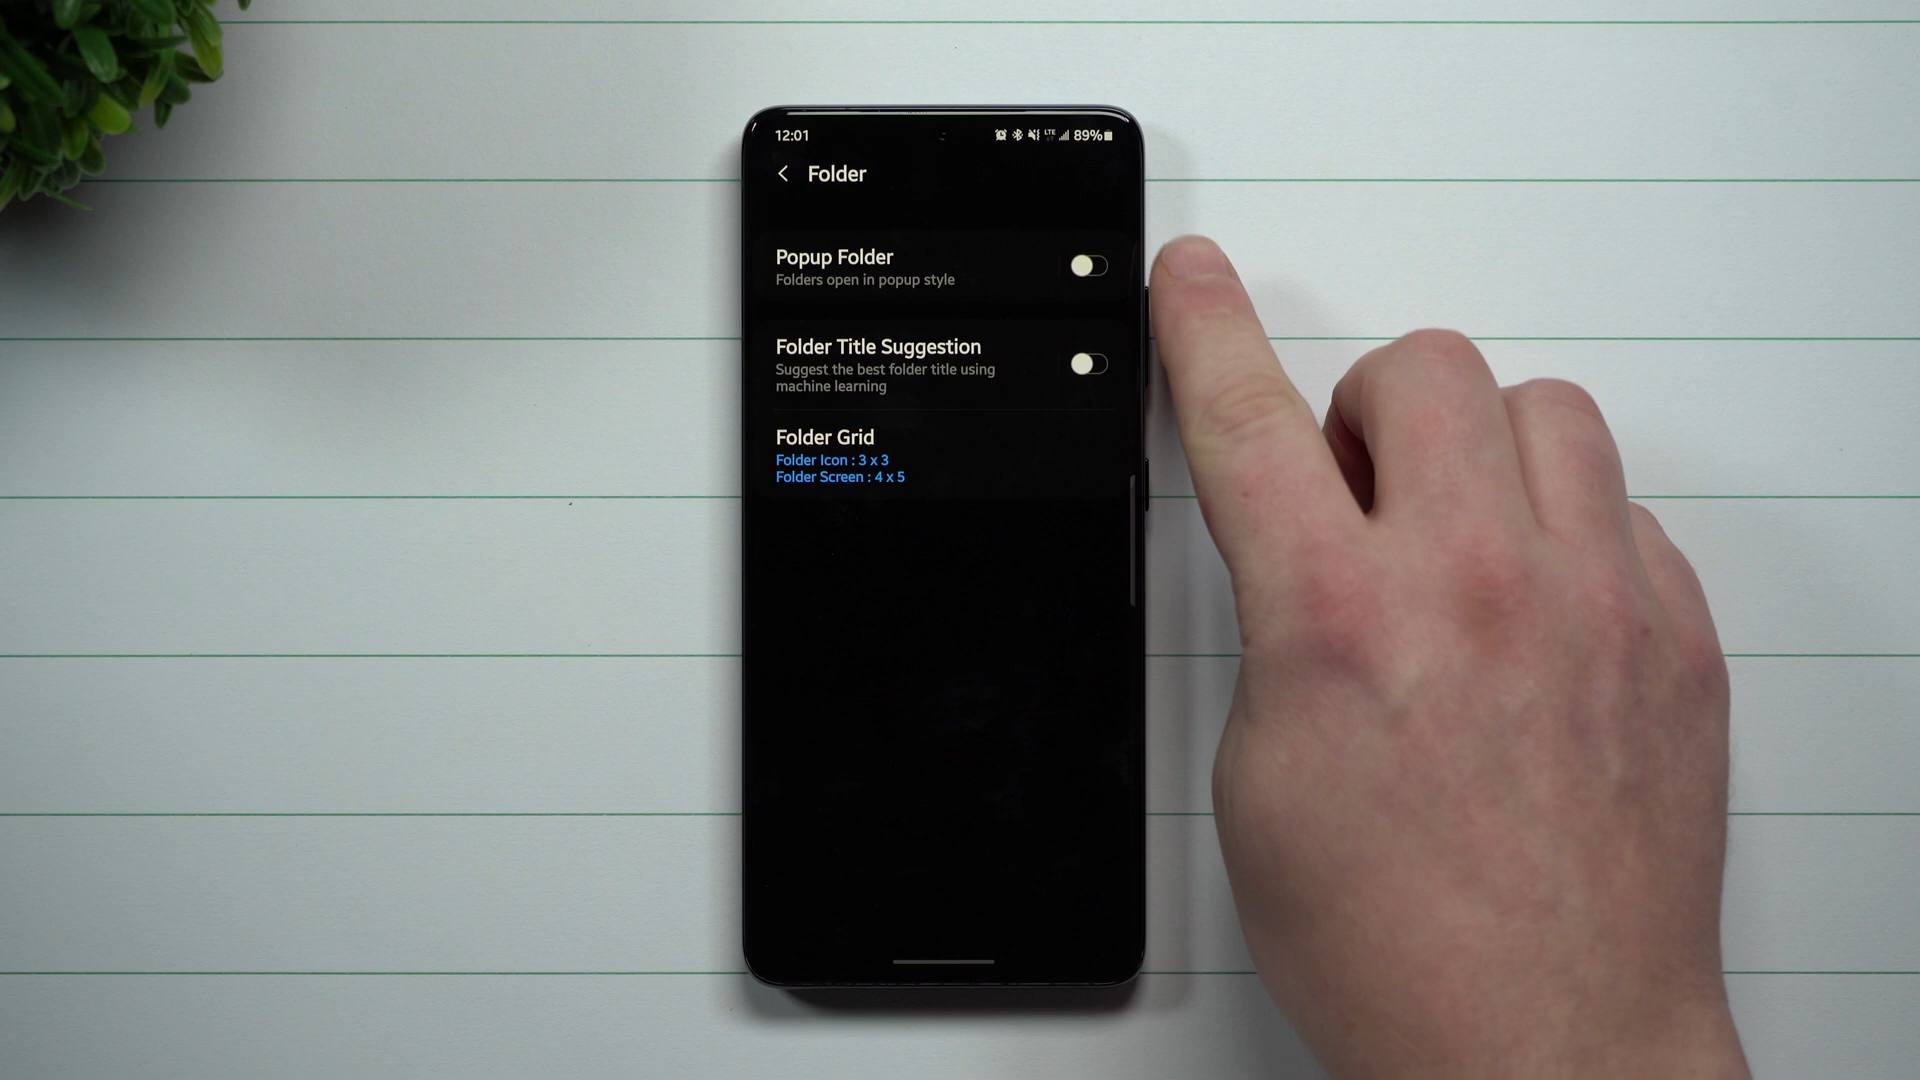 12:01 LTE 89%
Folder
Popup Folder
Folders open in popup style
Folder Title Suggestion
Suggest the best folder title using
machine learning
Folder Grid
Folder Icon : 3 x 3
Folder Screen : 4 x 5